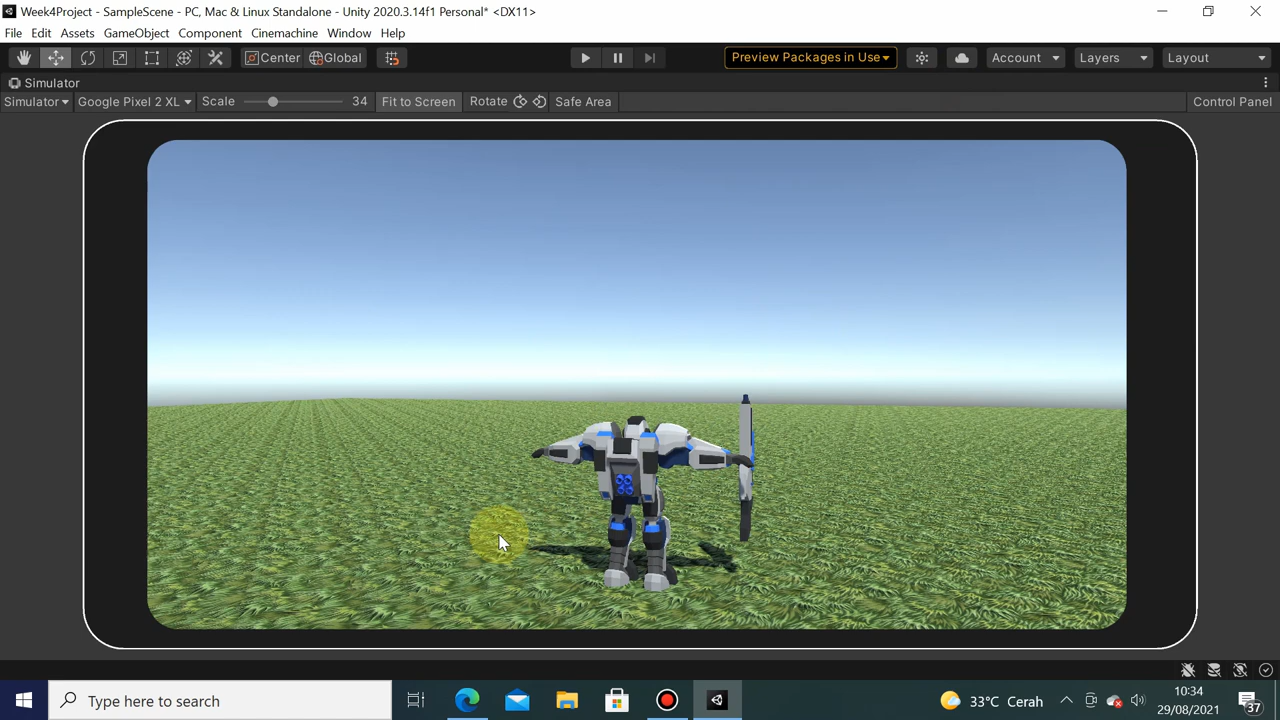 Week4Project - SampleScene - PC, Mac & Linux Standalone - Unity 2020.3.14f1 Personal* <DX11>
File Edit Assets GameObject Component Cinemachine Window Help
Center Global Preview Packages in Use Account Layers Layout
Simulator
Simulator Google Pixel 2 XL Scale 34 Fit to Screen Rotate Safe Area Control Panel
Type here to search
33°C Cerah
10:34
29/08/2021
37